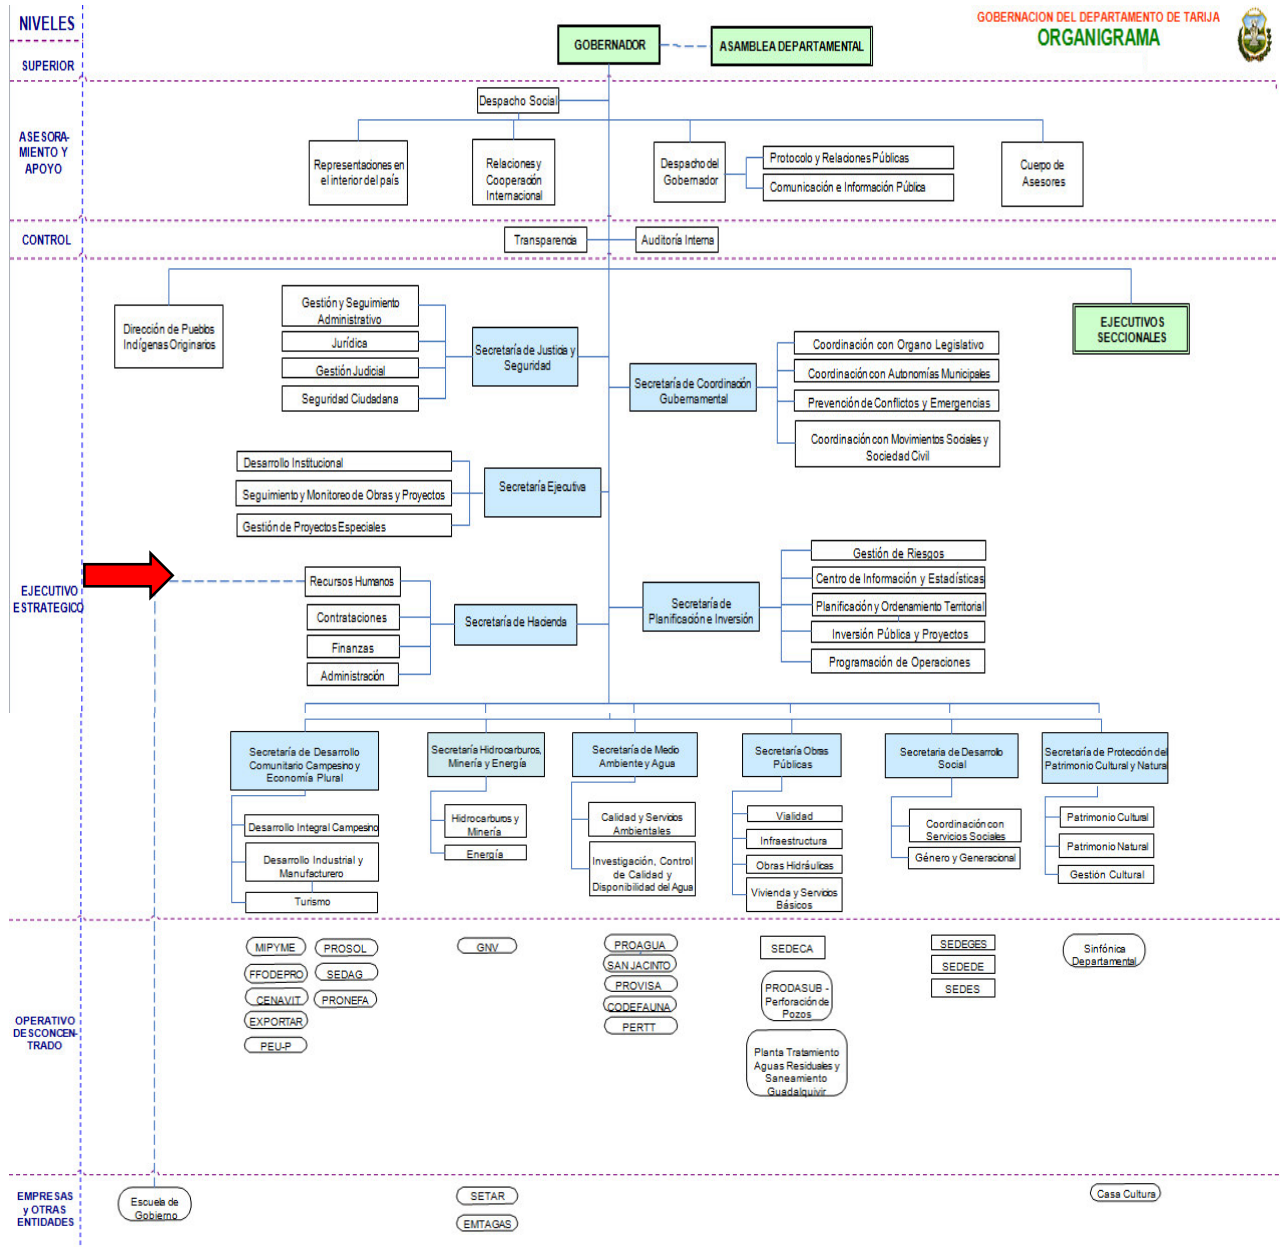 NIVELES
GOBERNACION DEL DEPARTAMENTO DE TARIJA
ORGANIGRAMA
SUPERIOR
GOBERNADOR
ASAMBLEA DEPARTAMENTAL
ASESORA-
MIENTO Y
APOYO
Despacho Social
Representaciones en
el interior del país
Relaciones y
Cooperación
Internacional
Despacho del
Gobernador
Protocolo y Relaciones Públicas
Comunicación e Información Pública
Cuerpo de
Asesores
CONTROL
Transparencia
Auditoría Interna
EJECUTIVO
ESTRATEGICO
Dirección de Pueblos
Indígenas Originarios
Gestión y Seguimiento
Administrativo
Jurídica
Gestión Judicial
Seguridad Ciudadana
Secretaría de Justicia y
Seguridad
EJECUTIVOS
SECCIONALES
Secretaría de Coordinación
Gubernamental
Coordinación con Organo Legislativo
Coordinación con Autonomías Municipales
Prevención de Conflictos y Emergencias
Coordinación con Movimientos Sociales y
Sociedad Civil
Desarrollo Institucional
Seguimiento y Monitoreo de Obras y Proyectos
Gestión de Proyectos Especiales
Secretaría Ejecutiva
Recursos Humanos
Contrataciones
Finanzas
Administración
Secretaría de Hacienda
Secretaría de
Planificación e Inversión
Gestión de Riesgos
Centro de Información y Estadísticas
Planificación y Ordenamiento Territorial
Inversión Pública y Proyectos
Programación de Operaciones
Secretaría de Desarrollo
Comunitario Campesino y
Economía Plural
Desarrollo Integral Campesino
Desarrollo Industrial y
Manufacturero
Turismo
Secretaría Hidrocarburos,
Minería y Energía
Hidrocarburos y
Minería
Energía
Secretaría de Medio
Ambiente y Agua
Calidad y Servicios
Ambientales
Investigación, Control
de Calidad y
Disponibilidad del Agua
Secretaría Obras
Públicas
Vialidad
Infraestructura
Obras Hidráulicas
Vivienda y Servicios
Básicos
Secretaria de Desarrollo
Social
Coordinación con
Servicios Sociales
Género y Generacional
Secretaría de Protección del
Patrimonio Cultural y Natural
Patrimonio Cultural
Patrimonio Natural
Gestión Cultural
OPERATIVO
DESCONCEN-
TRADO
MIPYME
FFODEPRO
CENAVIT
EXPORTAR
PEU-P
PROSOL
SEDAG
PRONEFA
GNV
PROAGUA
SAN JACINTO
PROVISA
CODEFAUNA
PERTT
SEDECA
PRODASUB -
Perforación de
Pozos
Planta Tratamiento
Aguas Residuales y
Saneamiento
Guadalquivir
SEDEGES
SEDEDE
SEDES
Sinfónica
Departamental
EMPRESAS
y OTRAS
ENTIDADES
Escuela de
Gobierno
SETAR
EMTAGAS
Casa Cultura